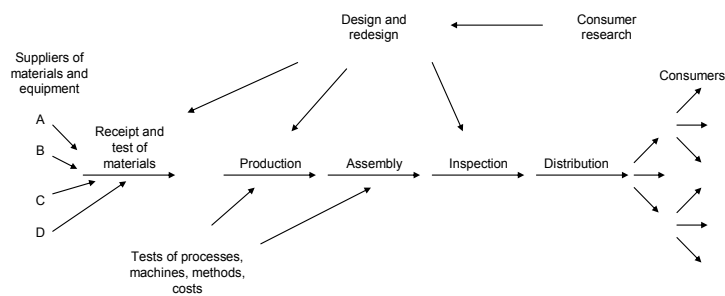 Design and
redesign
Consumer
research
Suppliers of
materials and
equipment
Consumers
A
B
C
D
Receipt and
test of
materials
Production
Assembly
Inspection
Distribution
Tests of processes,
machines, methods,
costs